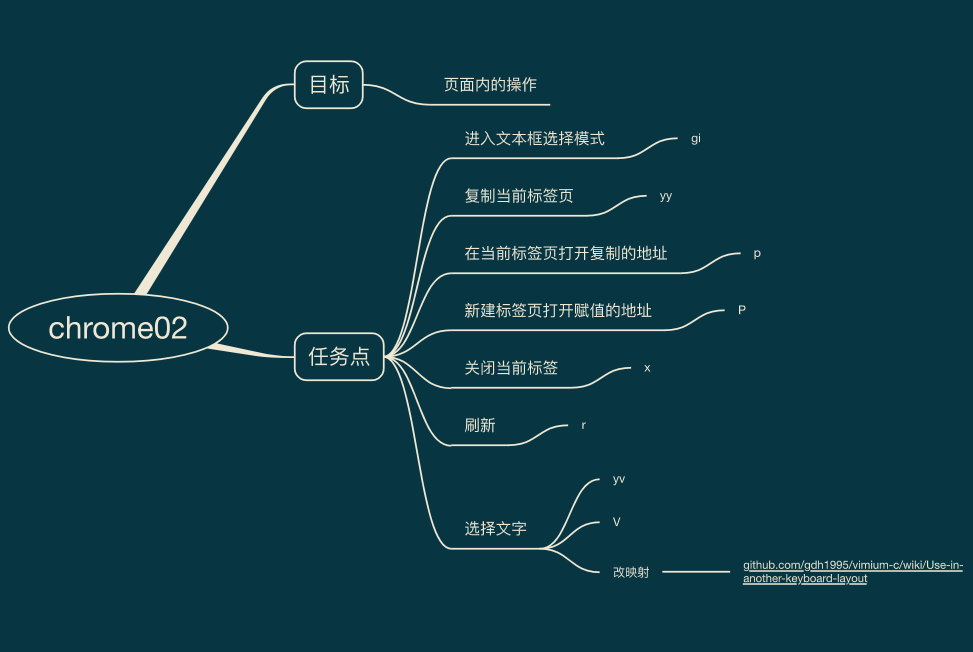 chrome02
目标
页面内的操作
任务点
进入文本框选择模式
gi
复制当前标签页
yy
在当前标签页打开复制的地址
p
新建标签页打开赋值的地址
P
关闭当前标签
x
刷新
r
选择文字
yv
V
改映射
github.com/gdh1995/vimium-c/wiki/Use-in-
another-keyboard-layout